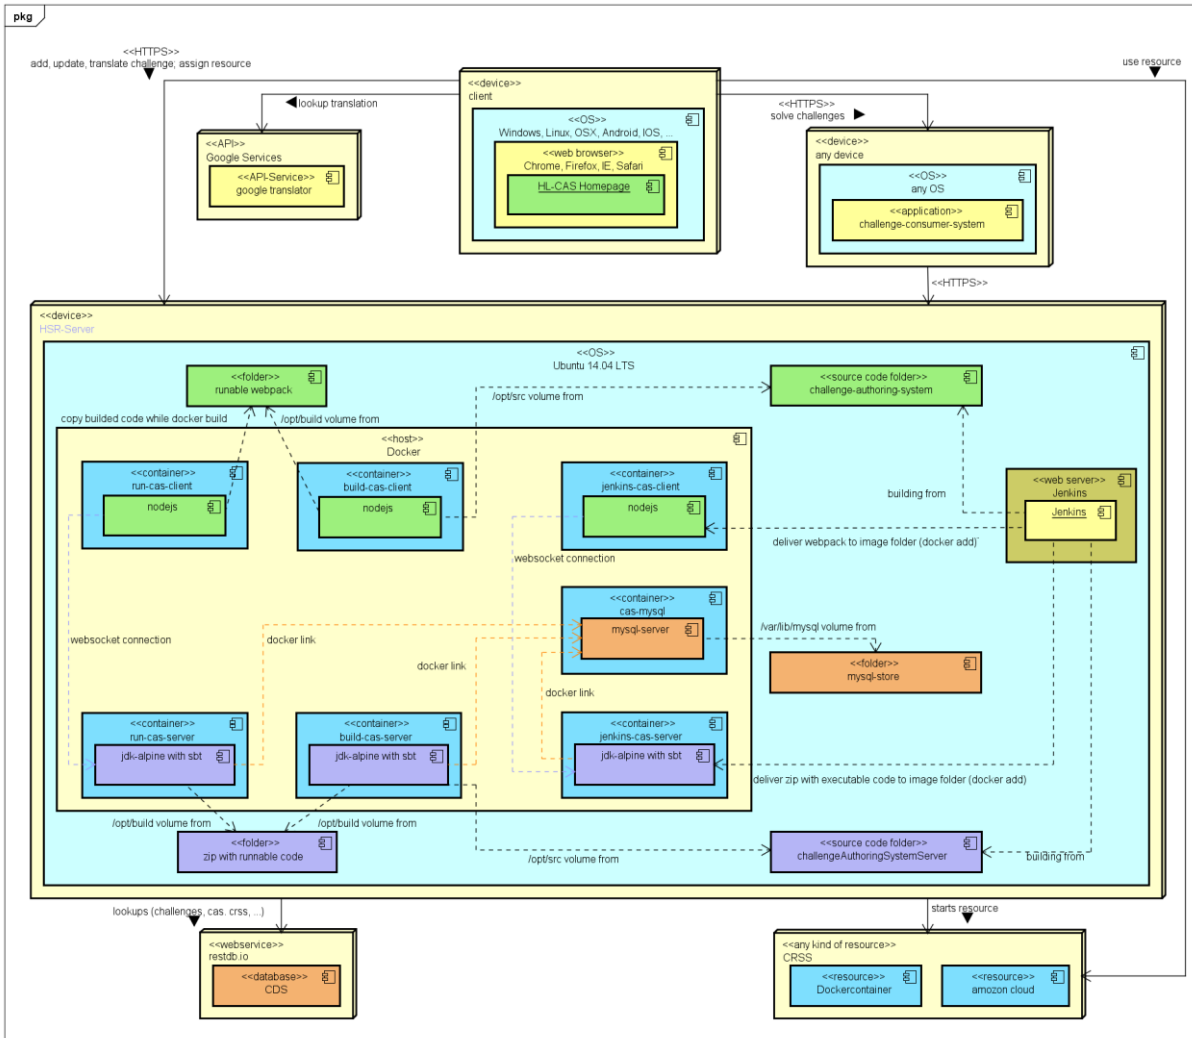 pkg
<<HTTPS>>
add, update, translate challenge; assign resource
use resource
<<device>>
client
lookup translation
<<HTTPS>>
solve challenges
<<OS>>
Windows, Linux, OSX, Android, IOS, ...
<<web browser>>
Chrome, Firefox, IE, Safari
HL-CAS Homepage
<<API>>
Google Services
<<API-Service>>
google translator
<<device>>
any device
<<OS>>
any OS
<<application>>
challenge-consumer-system
<<HTTPS>>
<<device>>
HSR-Server
<<OS>>
Ubuntu 14.04 LTS
<<folder>>
runable webpack
<<source code folder>>
challenge-authoring-system
/opt/src volume from
copy builded code while docker build
/opt/build volume from
<<host>>
Docker
<<container>>
run-cas-client
nodejs
<<container>>
build-cas-client
nodejs
<<container>>
jenkins-cas-client
nodejs
<<web server>>
Jenkins
Jenkins
building from
deliver webpack to image folder (docker add)`
websocket connection
<<container>>
cas-mysql
mysql-server
/var/lib/mysql volume from
websocket connection
docker link
docker link
docker link
<<folder>>
mysql-store
<<container>>
run-cas-server
jdk-alpine with sbt
<<container>>
build-cas-server
jdk-alpine with sbt
<<container>>
jenkins-cas-server
jdk-alpine with sbt
deliver zip with executable code to image folder (docker add)
/opt/build volume from
/opt/build volume from
<<folder>>
zip with runnable code
/opt/src volume from
<<source code folder>>
challengeAuthoringSystemServer
building from
lookups (challenges, cas. crss, ...)
starts resource
<<webservice>>
restdb.io
<<database>>
CDS
<<any kind of resource>>
CRSS
<<resource>>
Dockercontainer
<<resource>>
amozon cloud